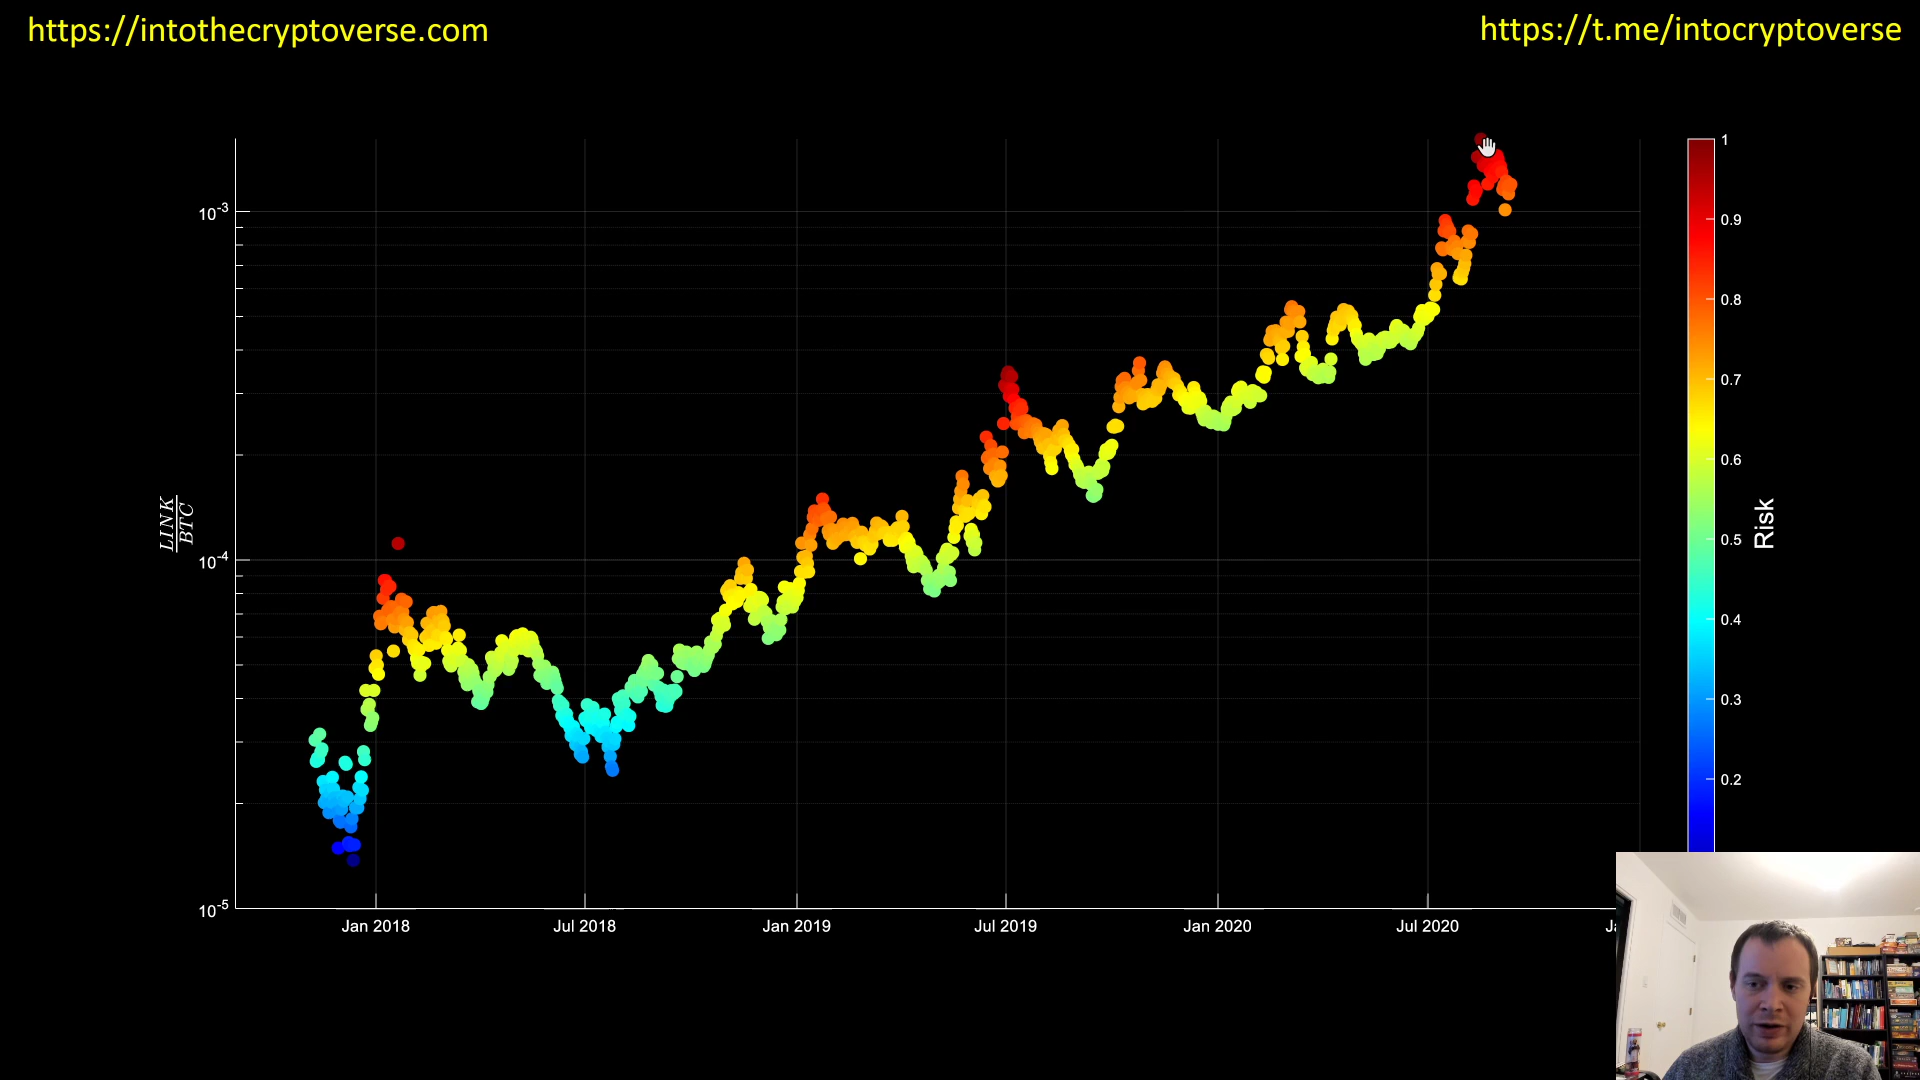 https://intothecryptoverse.com
https://t.me/intocryptoverse
10-3
10-4
10-5
LINK
BTC
Jan 2018
Jul 2018
Jan 2019
Jul 2019
Jan 2020
Jul 2020
1
0.9
0.8
0.7
0.6
0.5
0.4
0.3
0.2
Risk